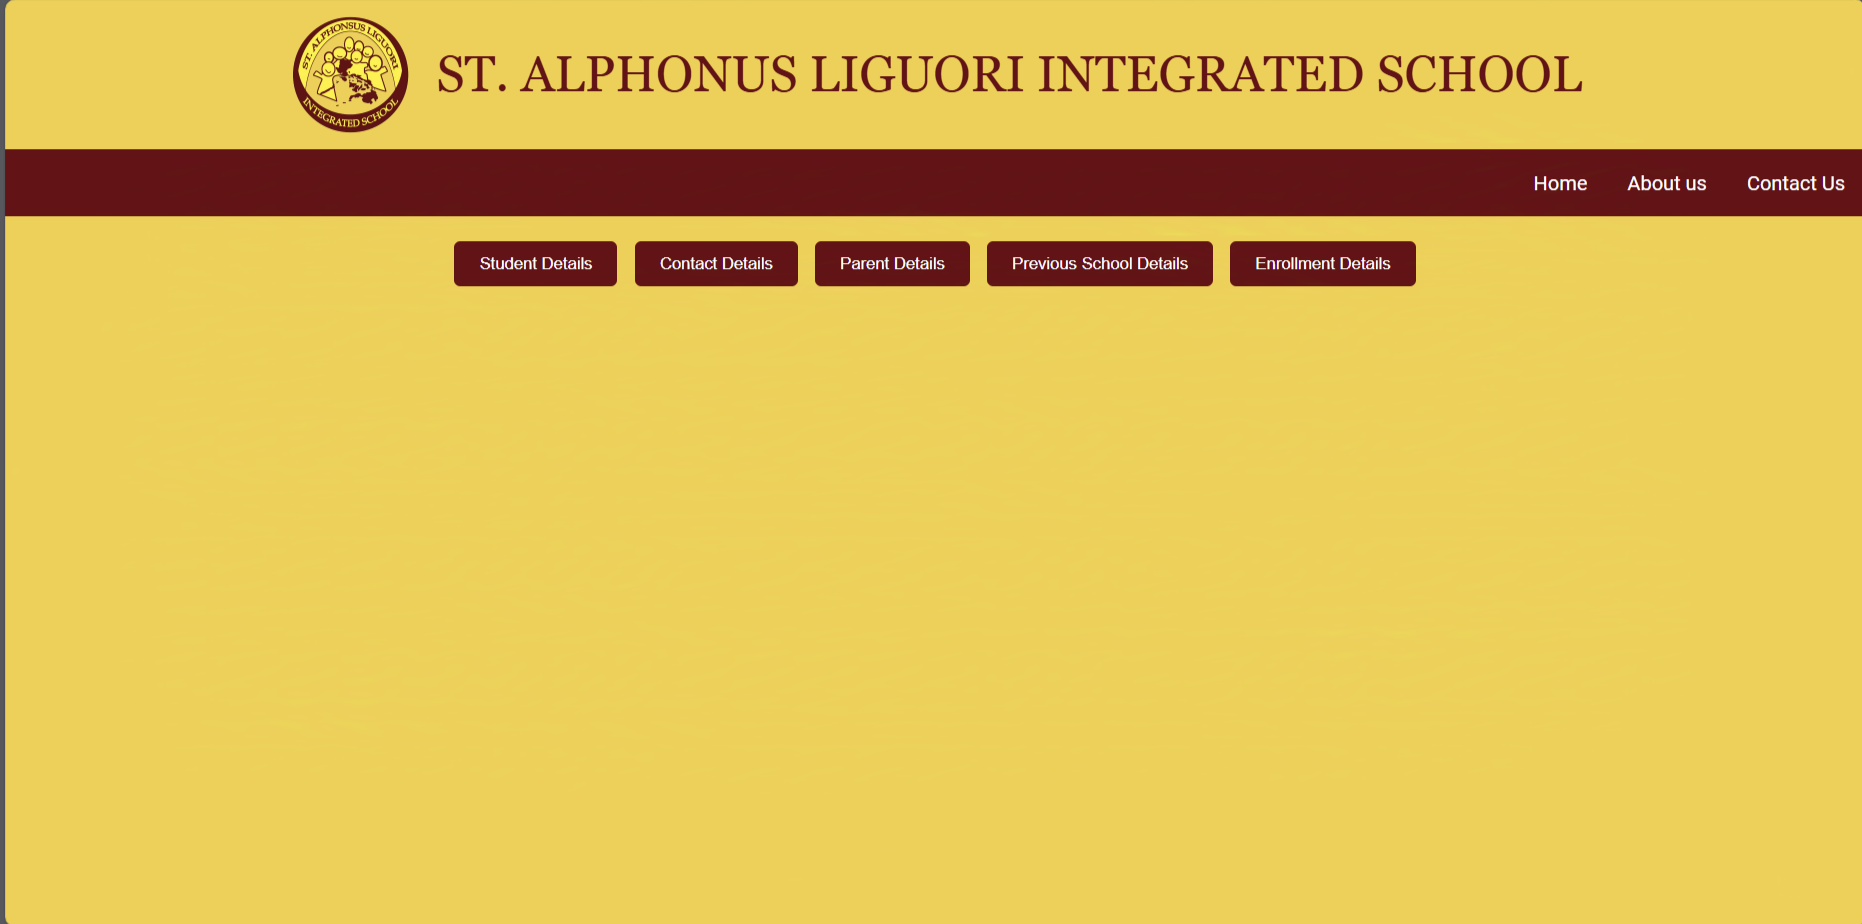 ST. ALPHONSUS LIGUORI
INTEGRATED SCHOOL
ST. ALPHONUS LIGUORI INTEGRATED SCHOOL
Home About us Contact Us
Student Details Contact Details Parent Details Previous School Details Enrollment Details